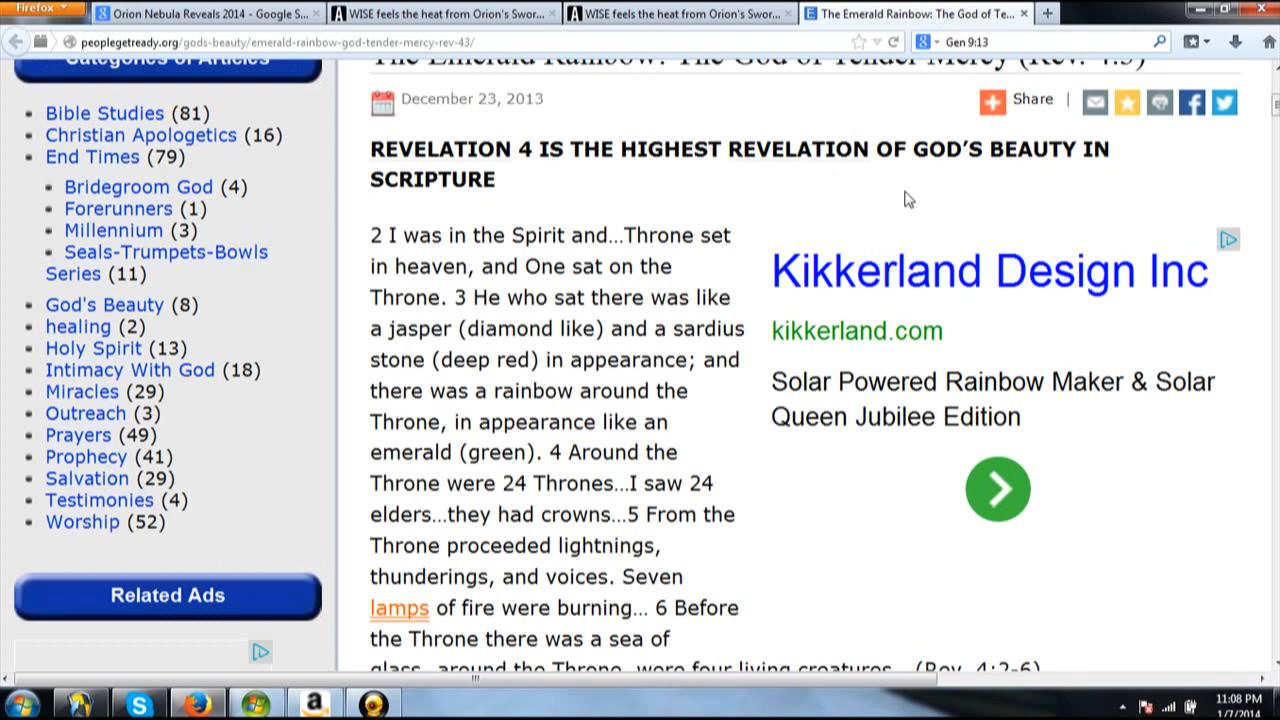 Firefox
Orion Nebula Reveals 2014 - Google S...
WISE feels the heat from Orion's Swor...
WISE feels the heat from Orion's Swor...
The Emerald Rainbow: The God of Te...
peoplegetready.org/gods-beauty/emerald-rainbow-god-tender-mercy-rev-43/
Gen 9:13
Categories of Articles
Bible Studies (81)
Christian Apologetics (16)
End Times (79)
Bridegroom God (4)
Forerunners (1)
Millennium (3)
Seals-Trumpets-Bowls
Series (11)
God's Beauty (8)
healing (2)
Holy Spirit (13)
Intimacy With God (18)
Miracles (29)
Outreach (3)
Prayers (49)
Prophecy (41)
Salvation (29)
Testimonies (4)
Worship (52)
Related Ads
The Emerald Rainbow: The God of Tender Mercy (Rev. 4:3)
December 23, 2013
Share |
REVELATION 4 IS THE HIGHEST REVELATION OF GOD’S BEAUTY IN
SCRIPTURE
2 I was in the Spirit and…Throne set
in heaven, and One sat on the
Throne. 3 He who sat there was like
a jasper (diamond like) and a sardius
stone (deep red) in appearance; and
there was a rainbow around the
Throne, in appearance like an
emerald (green). 4 Around the
Throne were 24 Thrones…I saw 24
elders…they had crowns…5 From the
Throne proceeded lightnings,
thunderings, and voices. Seven
lamps of fire were burning… 6 Before
the Throne there was a sea of
glass…around the Throne, were four living creatures… (Rev. 4:2-6)
Kikkerland Design Inc
kikkerland.com
Solar Powered Rainbow Maker & Solar
Queen Jubilee Edition
11:08 PM
1/7/2014